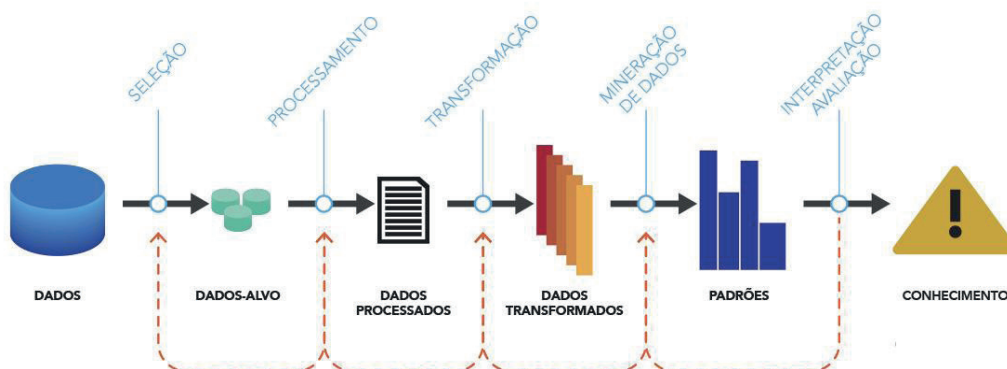 SELEÇÃO
PROCESSAMENTO
TRANSFORMAÇÃO
MINERAÇÃO
DE DADOS
INTERPRETAÇÃO
AVALIAÇÃO
DADOS
DADOS-ALVO
DADOS
PROCESSADOS
DADOS
TRANSFORMADOS
PADRÕES
CONHECIMENTO